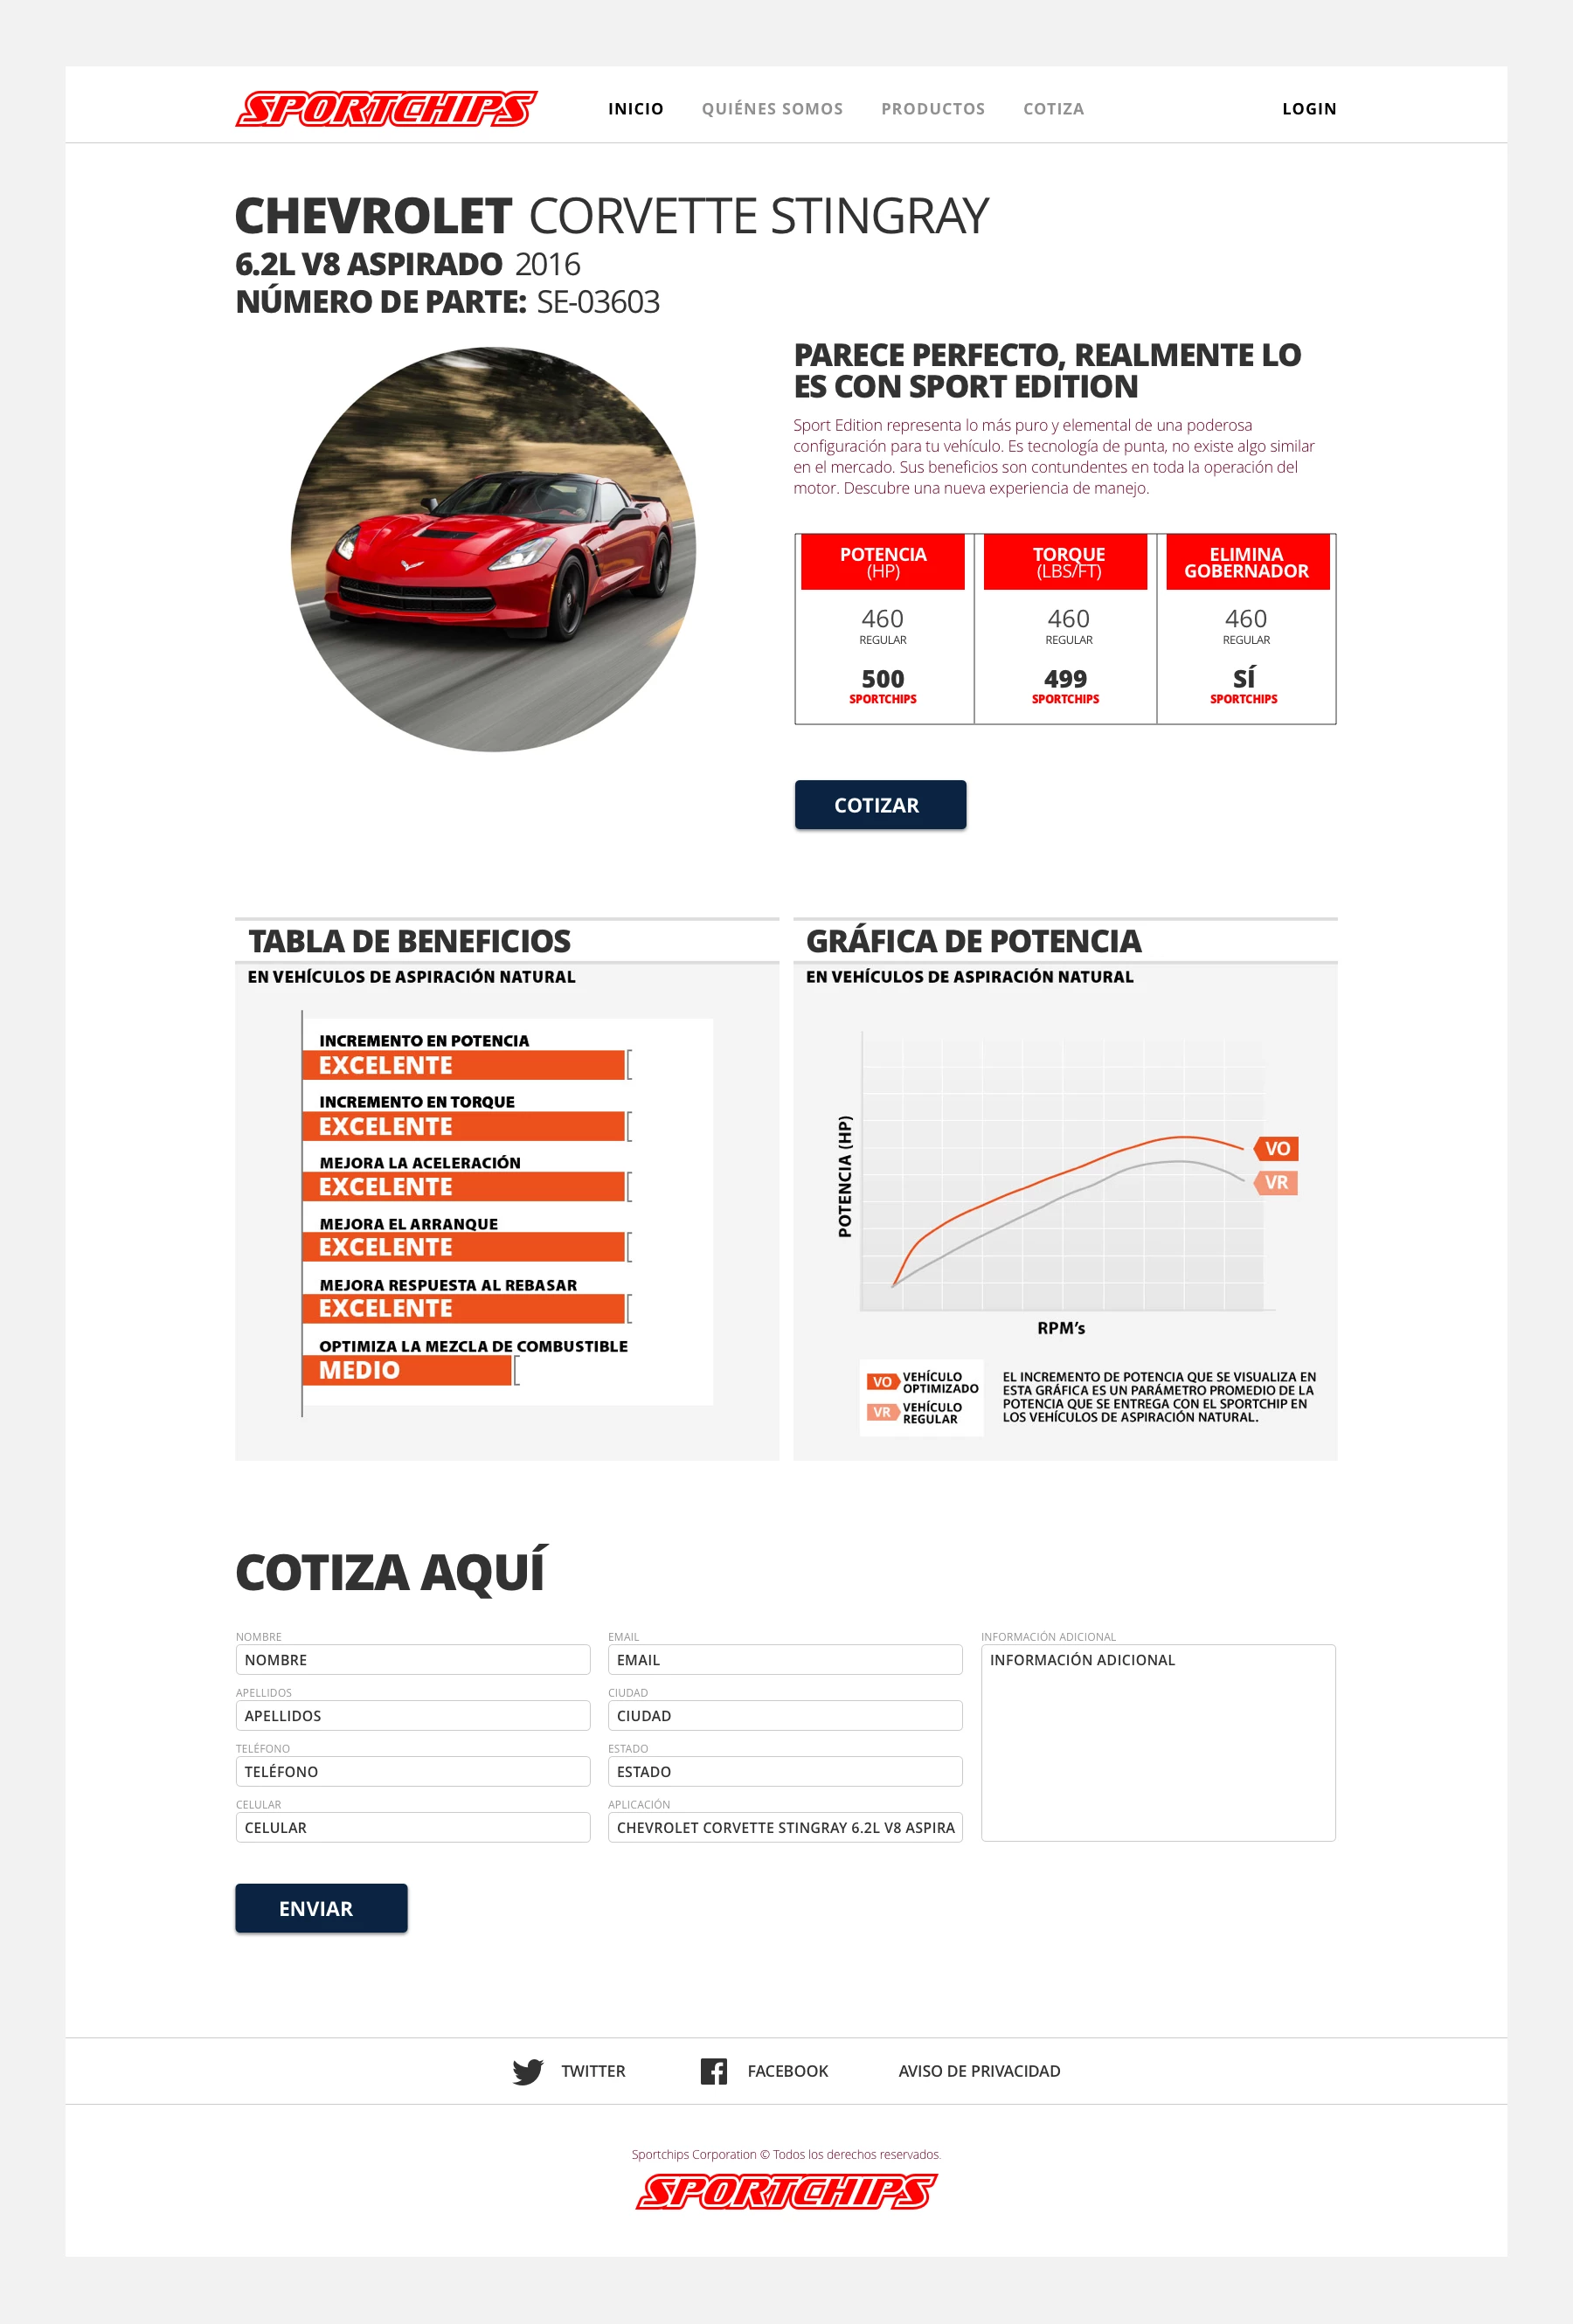 SPORTCHIPS
INICIO QUIÉNES SOMOS PRODUCTOS COTIZA LOGIN
CHEVROLET CORVETTE STINGRAY
6.2L V8 ASPIRADO 2016
NÚMERO DE PARTE: SE-03603
PARECE PERFECTO, REALMENTE LO
ES CON SPORT EDITION
Sport Edition representa lo más puro y elemental de una poderosa
configuración para tu vehículo. Es tecnología de punta, no existe algo similar
en el mercado. Sus beneficios son contundentes en toda la operación del
motor. Descubre una nueva experiencia de manejo.
POTENCIA
(HP)
460
REGULAR
500
SPORTCHIPS
TORQUE
(LBS/FT)
460
REGULAR
499
SPORTCHIPS
ELIMINA
GOBERNADOR
460
REGULAR
SÍ
SPORTCHIPS
COTIZAR
TABLA DE BENEFICIOS
EN VEHÍCULOS DE ASPIRACIÓN NATURAL
INCREMENTO EN POTENCIA
EXCELENTE
INCREMENTO EN TORQUE
EXCELENTE
MEJORA LA ACELERACIÓN
EXCELENTE
MEJORA EL ARRANQUE
EXCELENTE
MEJORA RESPUESTA AL REBASAR
EXCELENTE
OPTIMIZA LA MEZCLA DE COMBUSTIBLE
MEDIO
GRÁFICA DE POTENCIA
EN VEHÍCULOS DE ASPIRACIÓN NATURAL
POTENCIA (HP)
VO
VR
RPM's
VO VEHÍCULO
OPTIMIZADO
VR VEHÍCULO
REGULAR
EL INCREMENTO DE POTENCIA QUE SE VISUALIZA EN
ESTA GRÁFICA ES UN PARÁMETRO PROMEDIO DE LA
POTENCIA QUE SE ENTREGA CON EL SPORTCHIP EN
LOS VEHÍCULOS DE ASPIRACIÓN NATURAL.
COTIZA AQUÍ
NOMBRE
NOMBRE
APELLIDOS
APELLIDOS
TELÉFONO
TELÉFONO
CELULAR
CELULAR
EMAIL
EMAIL
CIUDAD
CIUDAD
ESTADO
ESTADO
APLICACIÓN
CHEVROLET CORVETTE STINGRAY 6.2L V8 ASPIRA
INFORMACIÓN ADICIONAL
INFORMACIÓN ADICIONAL
ENVIAR
TWITTER FACEBOOK AVISO DE PRIVACIDAD
Sportchips Corporation © Todos los derechos reservados.
SPORTCHIPS